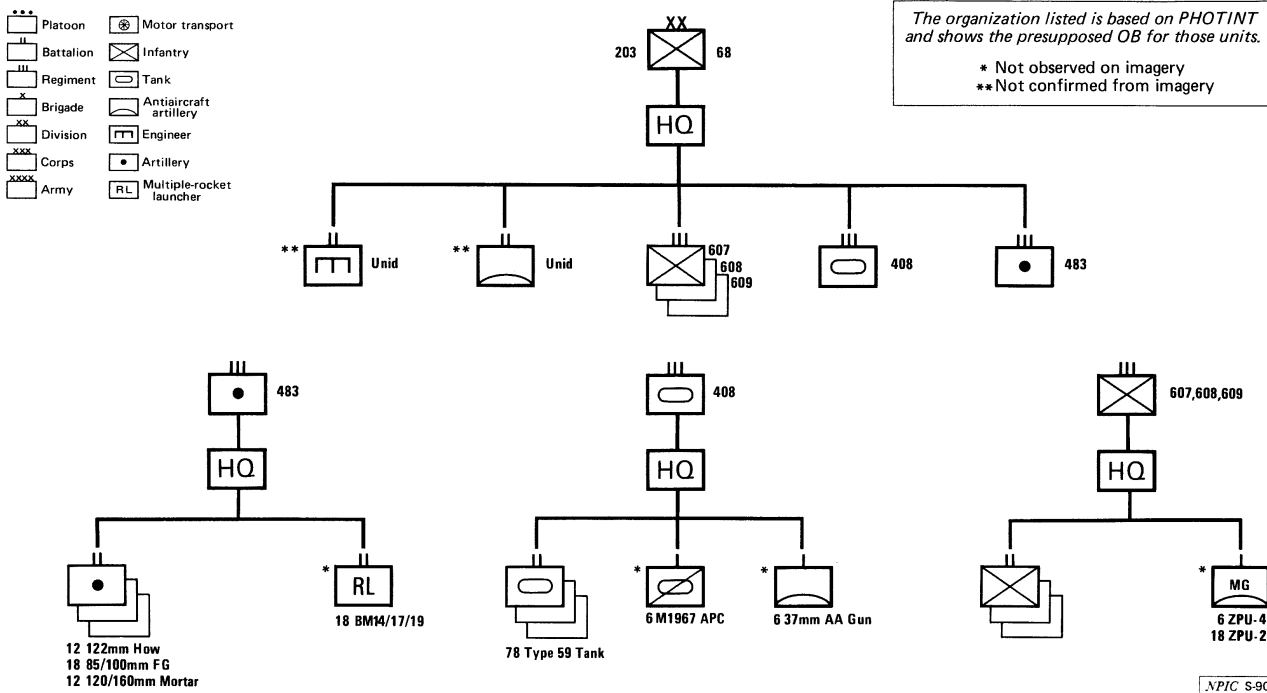 Platoon
Motor transport
Battalion
Infantry
Regiment
Tank
Brigade
Antiaircraft
artillery
Division
Engineer
Corps
Artillery
Army
RL
Multiple-rocket
launcher
The organization listed is based on PHOTINT
and shows the presupposed OB for those units.
* Not observed on imagery
** Not confirmed from imagery
XX
203
68
HQ
** Unid
** Unid
607
608
609
408
483
483
HQ
12 122mm How
18 85/100mm FG
12 120/160mm Mortar
* RL
18 BM14/17/19
408
HQ
78 Type 59 Tank
*
6 M1967 APC
*
6 37mm AA Gun
607,608,609
HQ
* MG
6 ZPU-4
18 ZPU-2
NPIC S-90